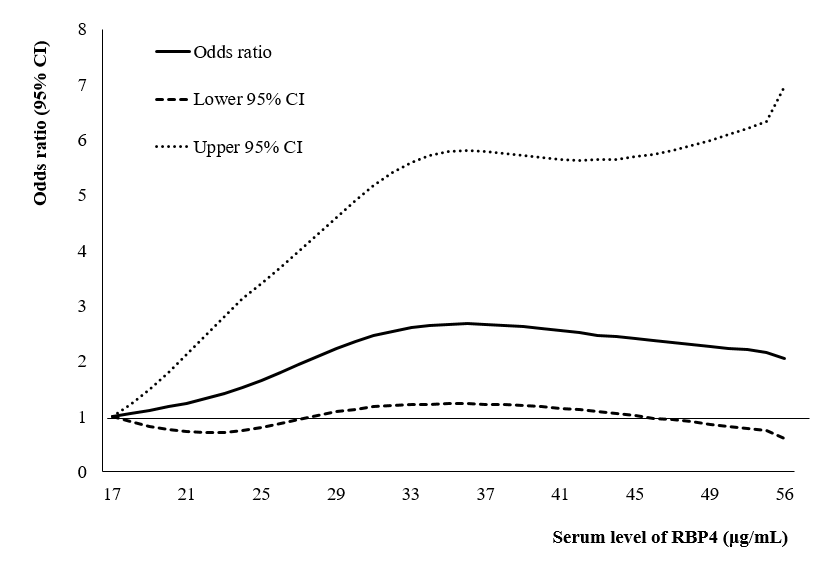 Odds ratio (95% CI)
8
7
6
5
4
3
2
1
0
Odds ratio
Lower 95% CI
Upper 95% CI
17 21 25 29 33 37 41 45 49 56
Serum level of RBP4 (μg/mL)